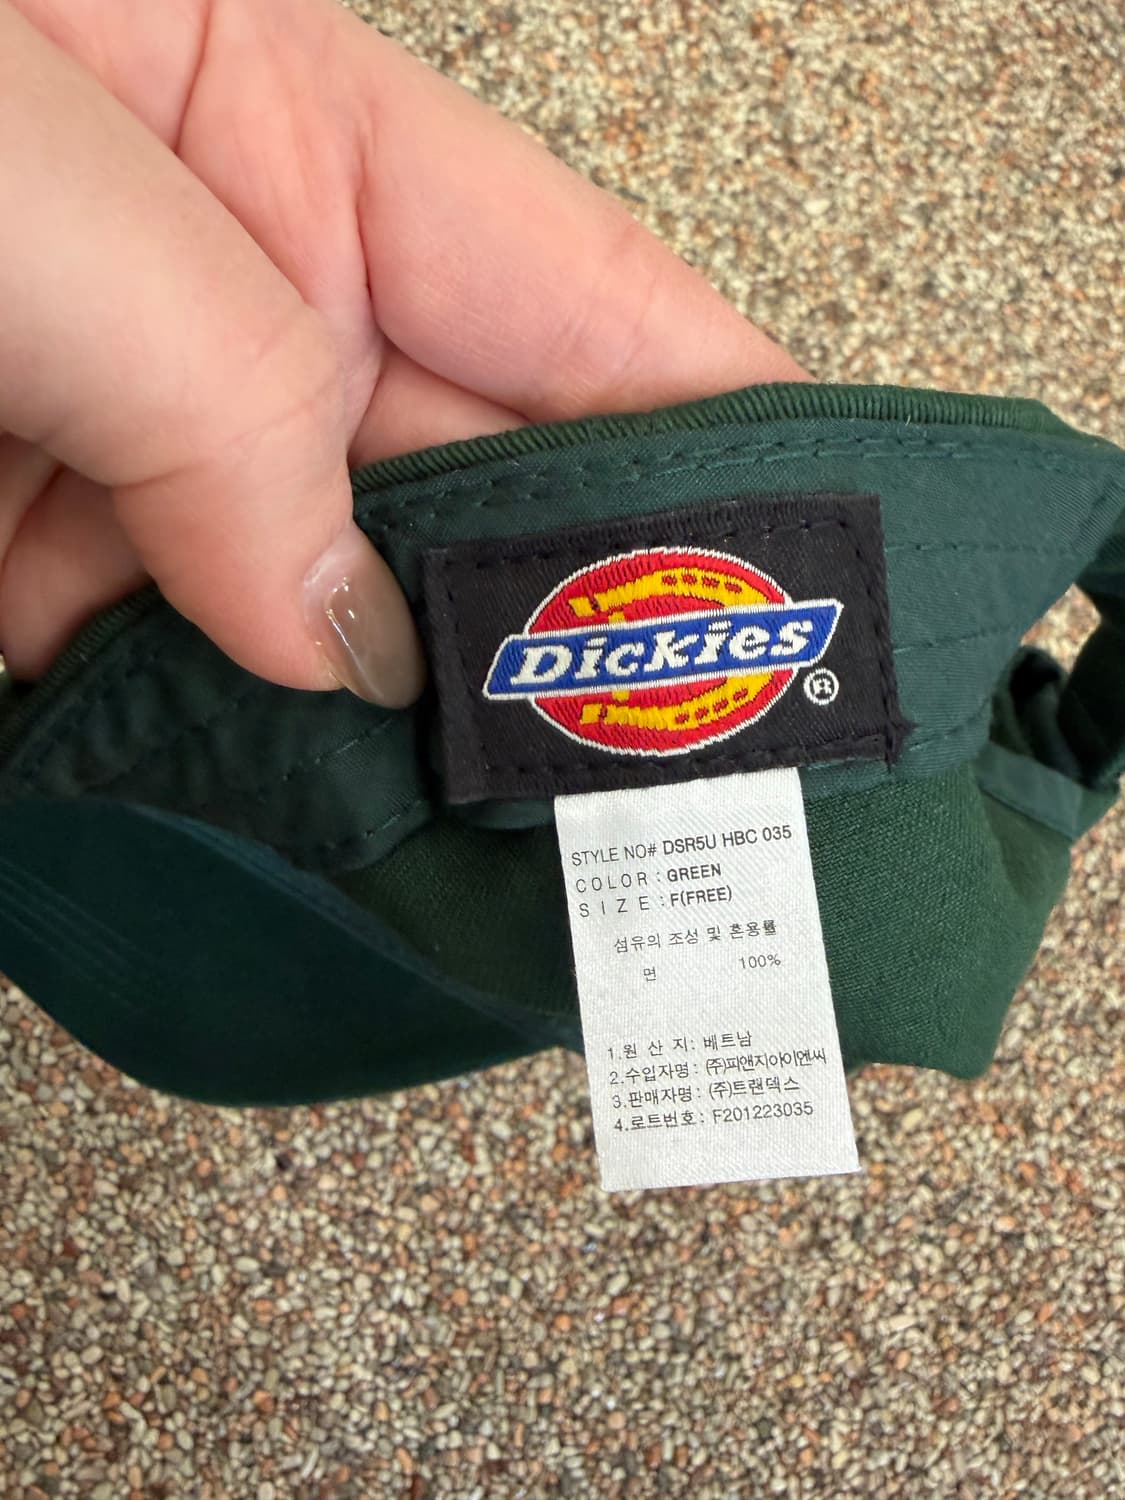 Dickies ®
STYLE NO# DSR5U HBC 035
COLOR : GREEN
SIZE : F(FREE)
섬유의 조성 및 혼용률
면 100%
1.원 산 지: 베트남
2.수입자명: (주)피앤지아이엔씨
3.판매자명: (주)트랜덱스
4.로트번호: F201223035